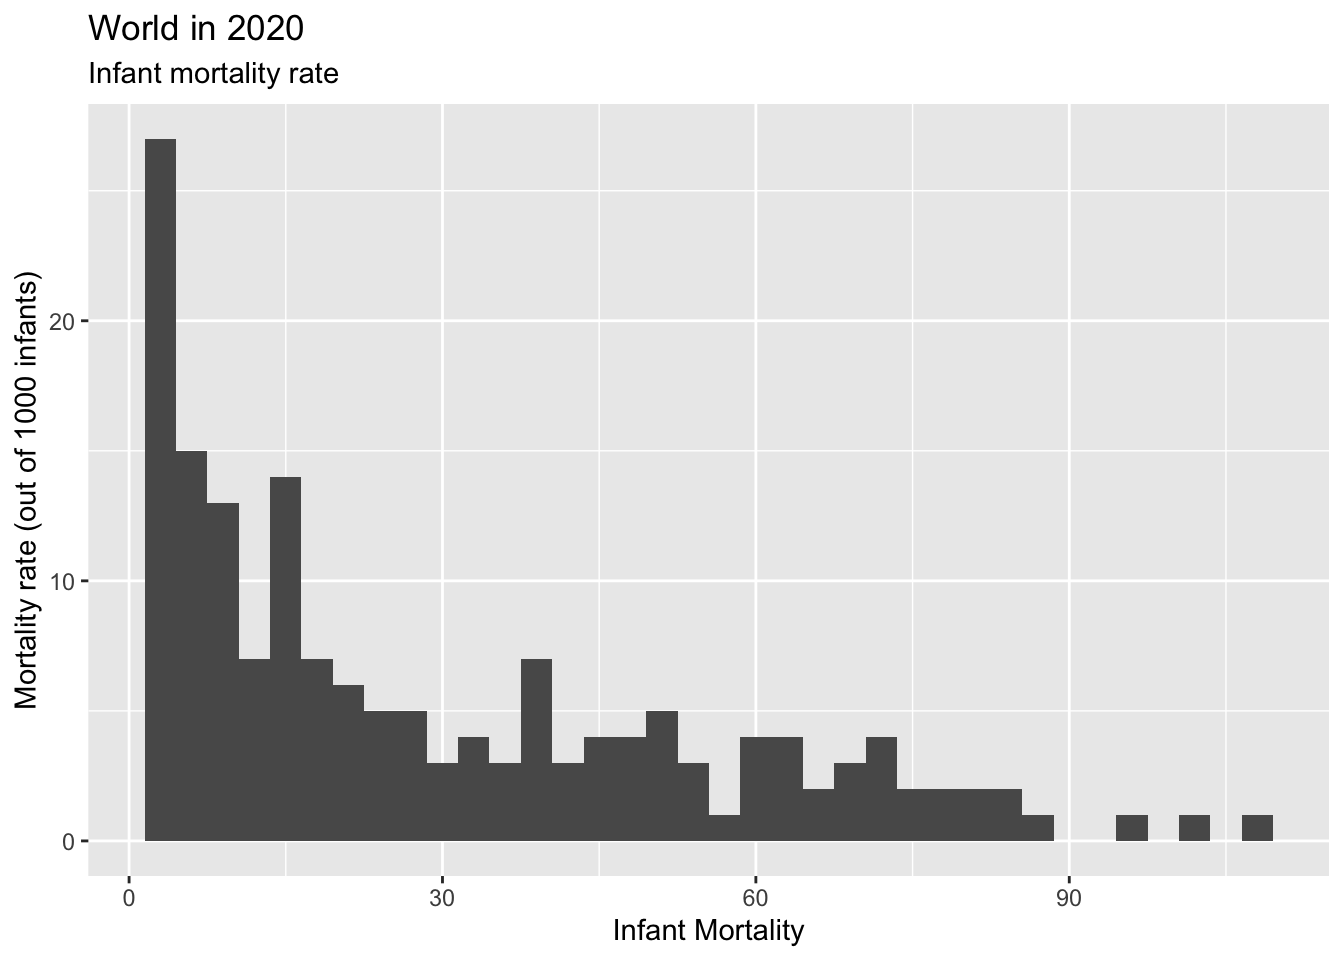 World in 2020
Infant mortality rate
Mortality rate (out of 1000 infants)
20
10
0
0 30 60 90
Infant Mortality